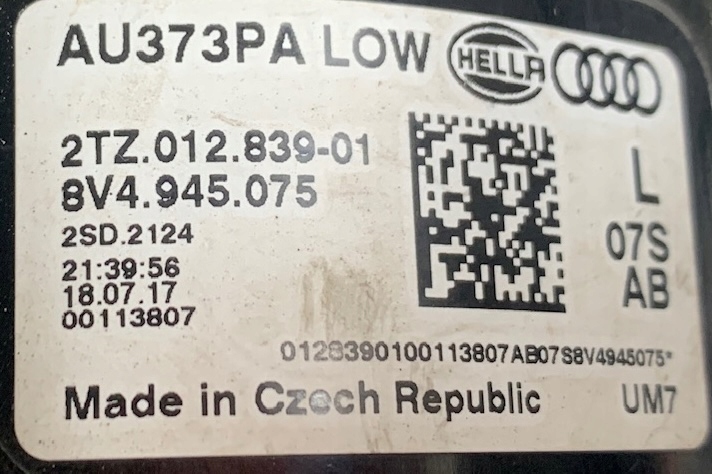 AU373PA LOW HELLA
2TZ.012.839-01
8V4.945.075
L
2SD.2124
07S
21:39:56
AB
18.07.17
00113807
0128390100113807AB07S8V4945075*
Made in Czech Republic UM7